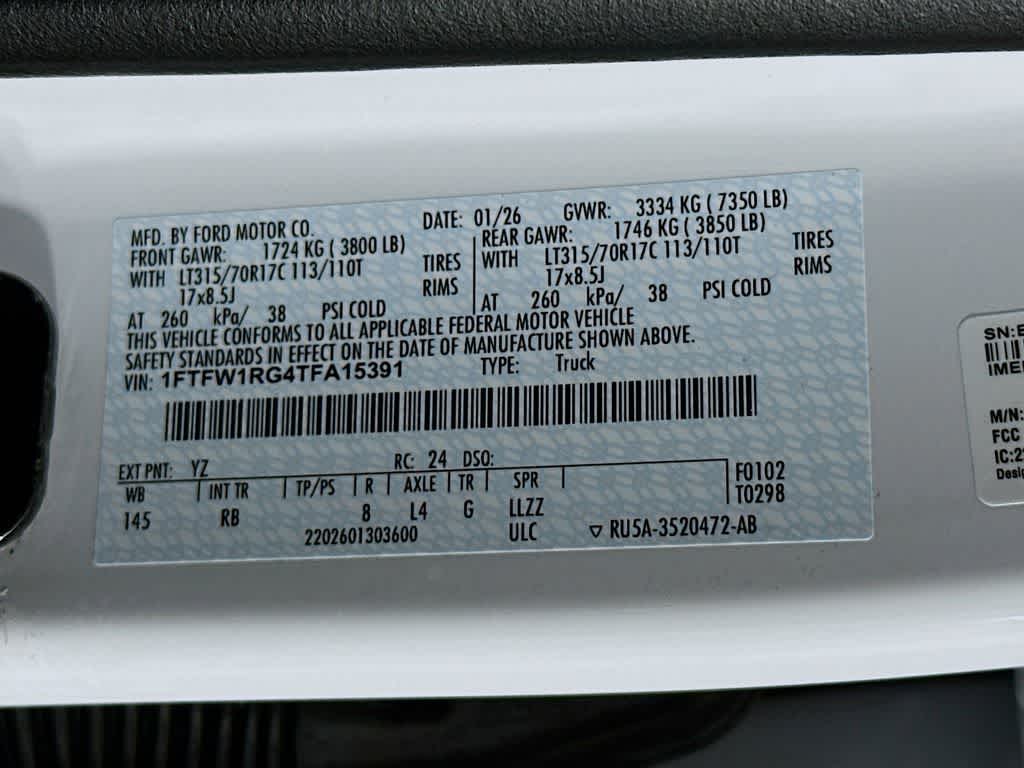 MFD. BY FORD MOTOR CO. DATE: 01/26 GVWR: 3334 KG ( 7350 LB)
FRONT GAWR: 1724 KG ( 3800 LB) REAR GAWR: 1746 KG ( 3850 LB)
WITH LT315/70R17C 113/110T TIRES WITH LT315/70R17C 113/110T TIRES
17x8.5J RIMS 17x8.5J RIMS
AT 260 kPa/ 38 PSI COLD AT 260 kPa/ 38 PSI COLD
THIS VEHICLE CONFORMS TO ALL APPLICABLE FEDERAL MOTOR VEHICLE
SAFETY STANDARDS IN EFFECT ON THE DATE OF MANUFACTURE SHOWN ABOVE.
VIN: 1FTFW1RG4TFA15391 TYPE: Truck
EXT PNT: YZ RC: 24 DSO:
WB INT TR TP/PS R AXLE TR SPR F0102
145 RB 8 L4 G LLZZ T0298
2202601303600 ULC ▽ RU5A-3520472-AB
SN:
IMEI
M/N:
FCC
IC:2
Desig